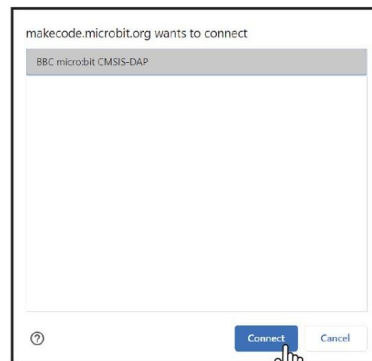 makecode.microbit.org wants to connect
BBC micro:bit CMSIS-DAP
?
Connect
Cancel